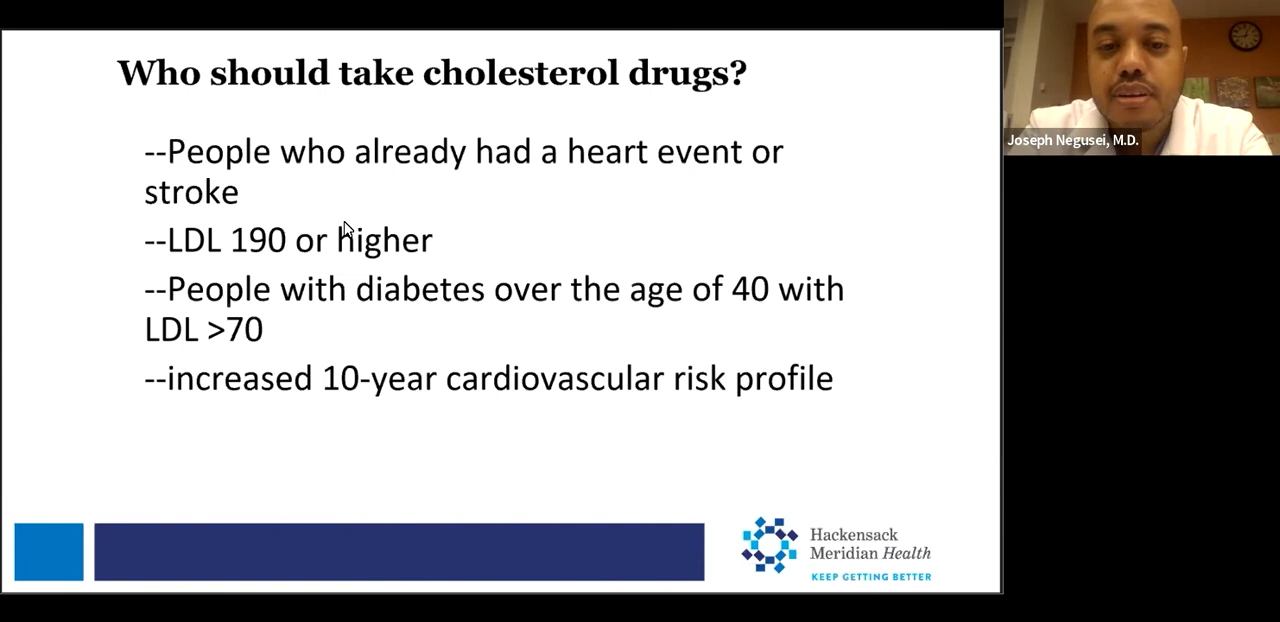 Who should take cholesterol drugs?
--People who already had a heart event or
stroke
--LDL 190 or higher
--People with diabetes over the age of 40 with
LDL >70
--increased 10-year cardiovascular risk profile
Hackensack
Meridian Health
KEEP GETTING BETTER
Joseph Negusei, M.D.